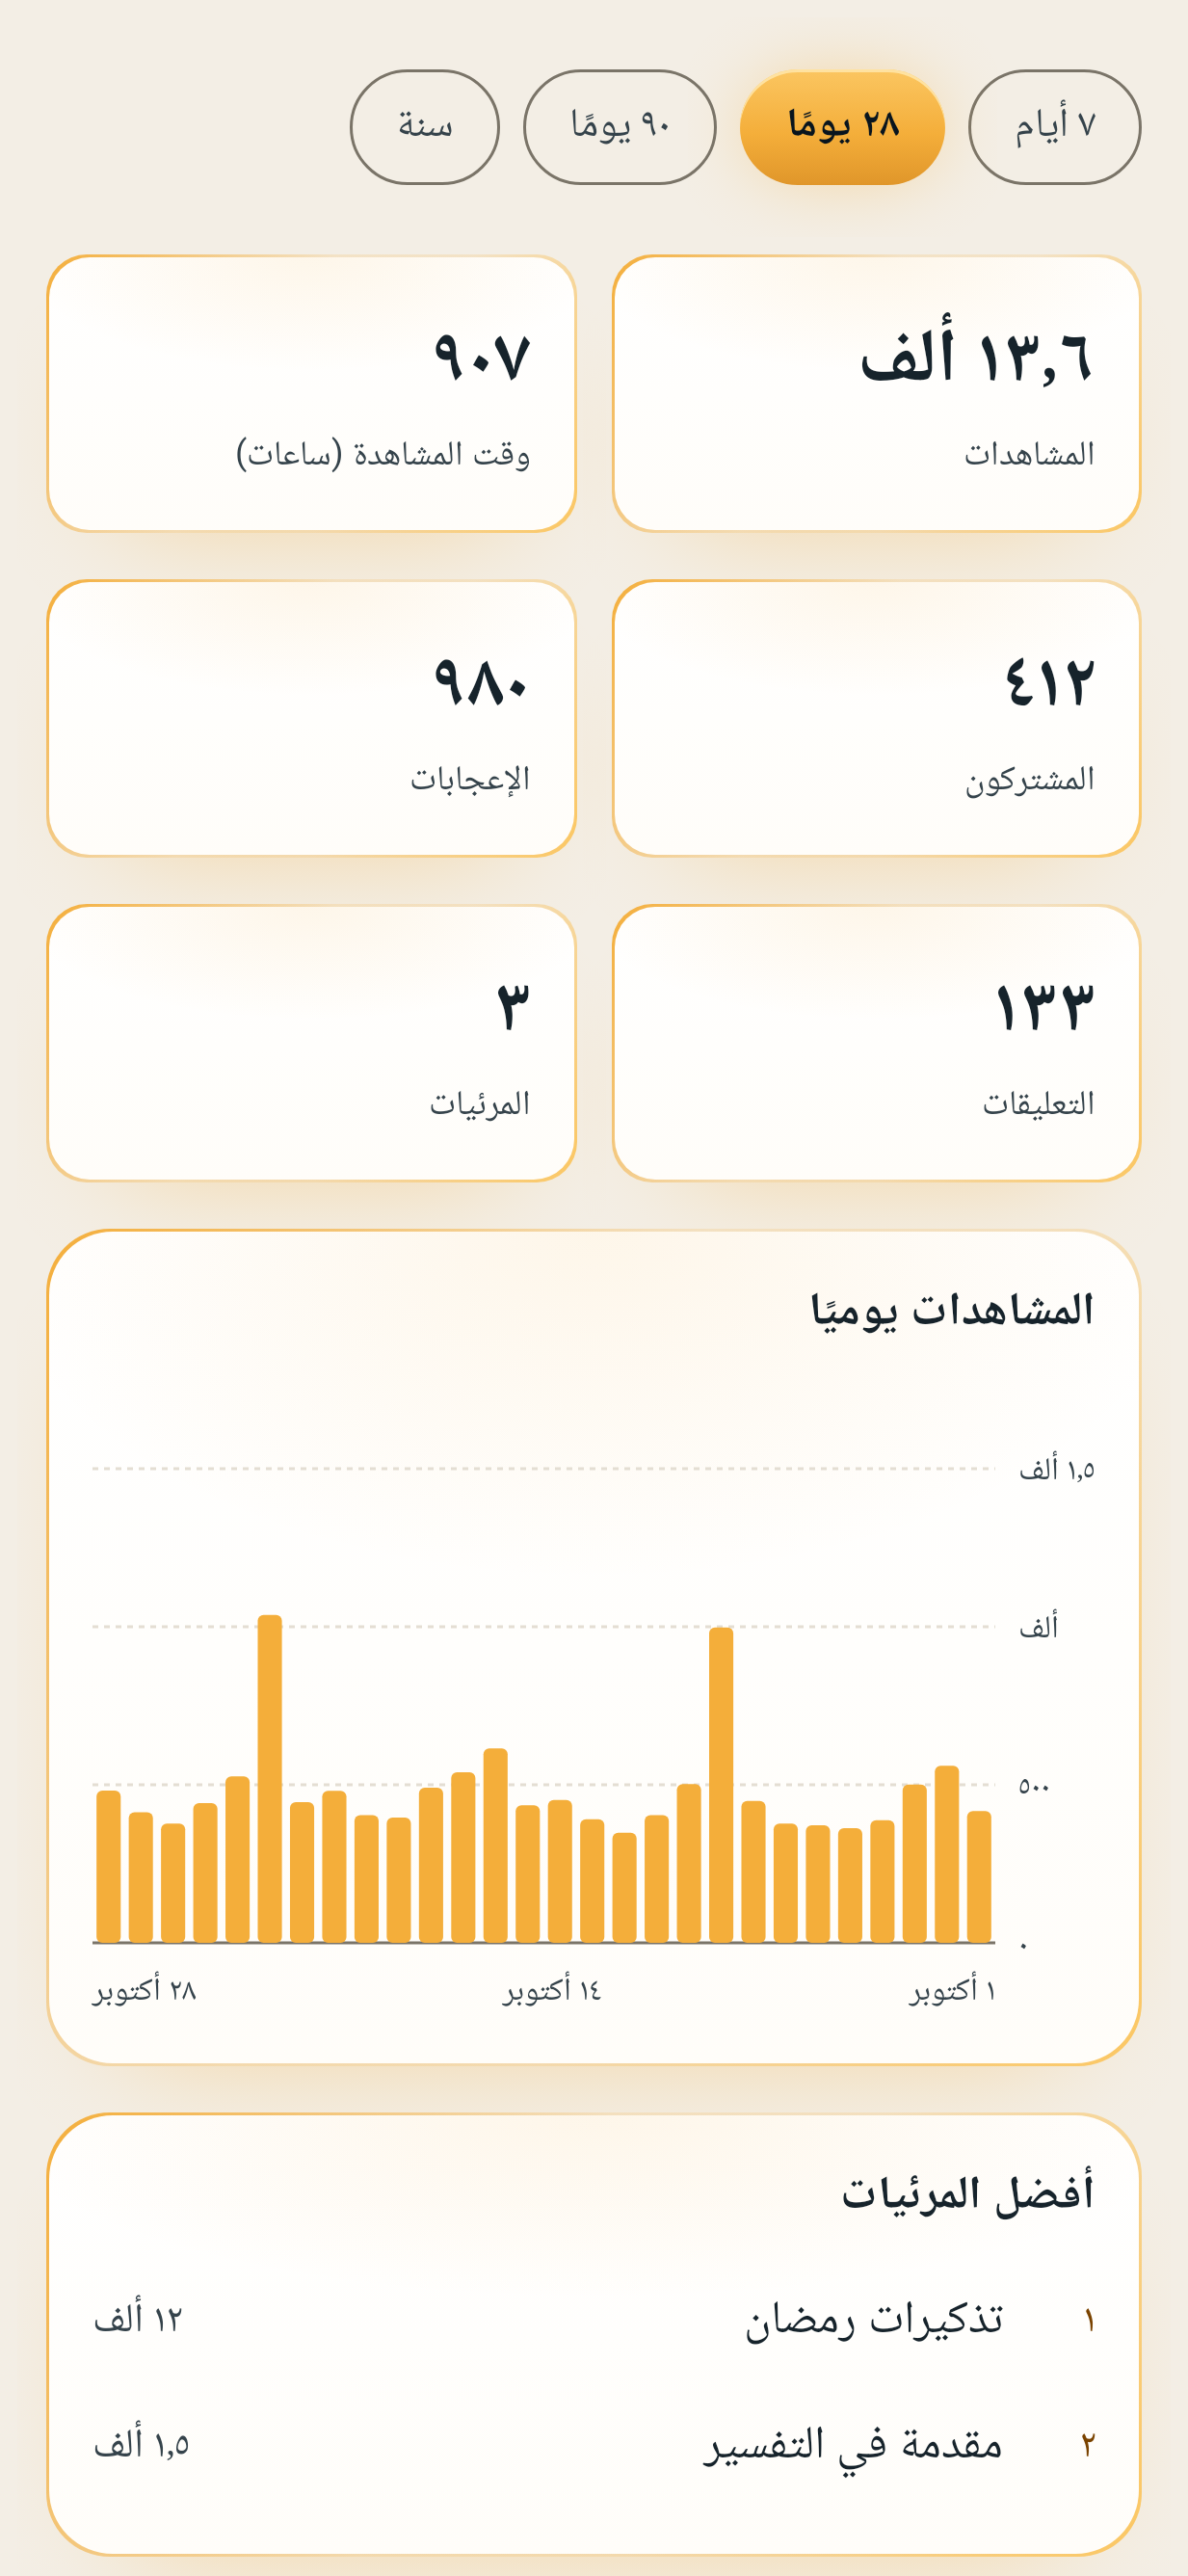 ٧ أيام
٢٨ يومًا
٩٠ يومًا
سنة
١٣٫٦ ألف
المشاهدات
٩٠٧
وقت المشاهدة (ساعات)
٤١٢
المشتركون
٩٨٠
الإعجابات
١٣٣
التعليقات
٣
المرئيات
المشاهدات يوميًا
١٫٥ ألف
ألف
٥٠٠
٠
١ أكتوبر
١٤ أكتوبر
٢٨ أكتوبر
أفضل المرئيات
١ تذكيرات رمضان ١٢ ألف
٢ مقدمة في التفسير ١٫٥ ألف